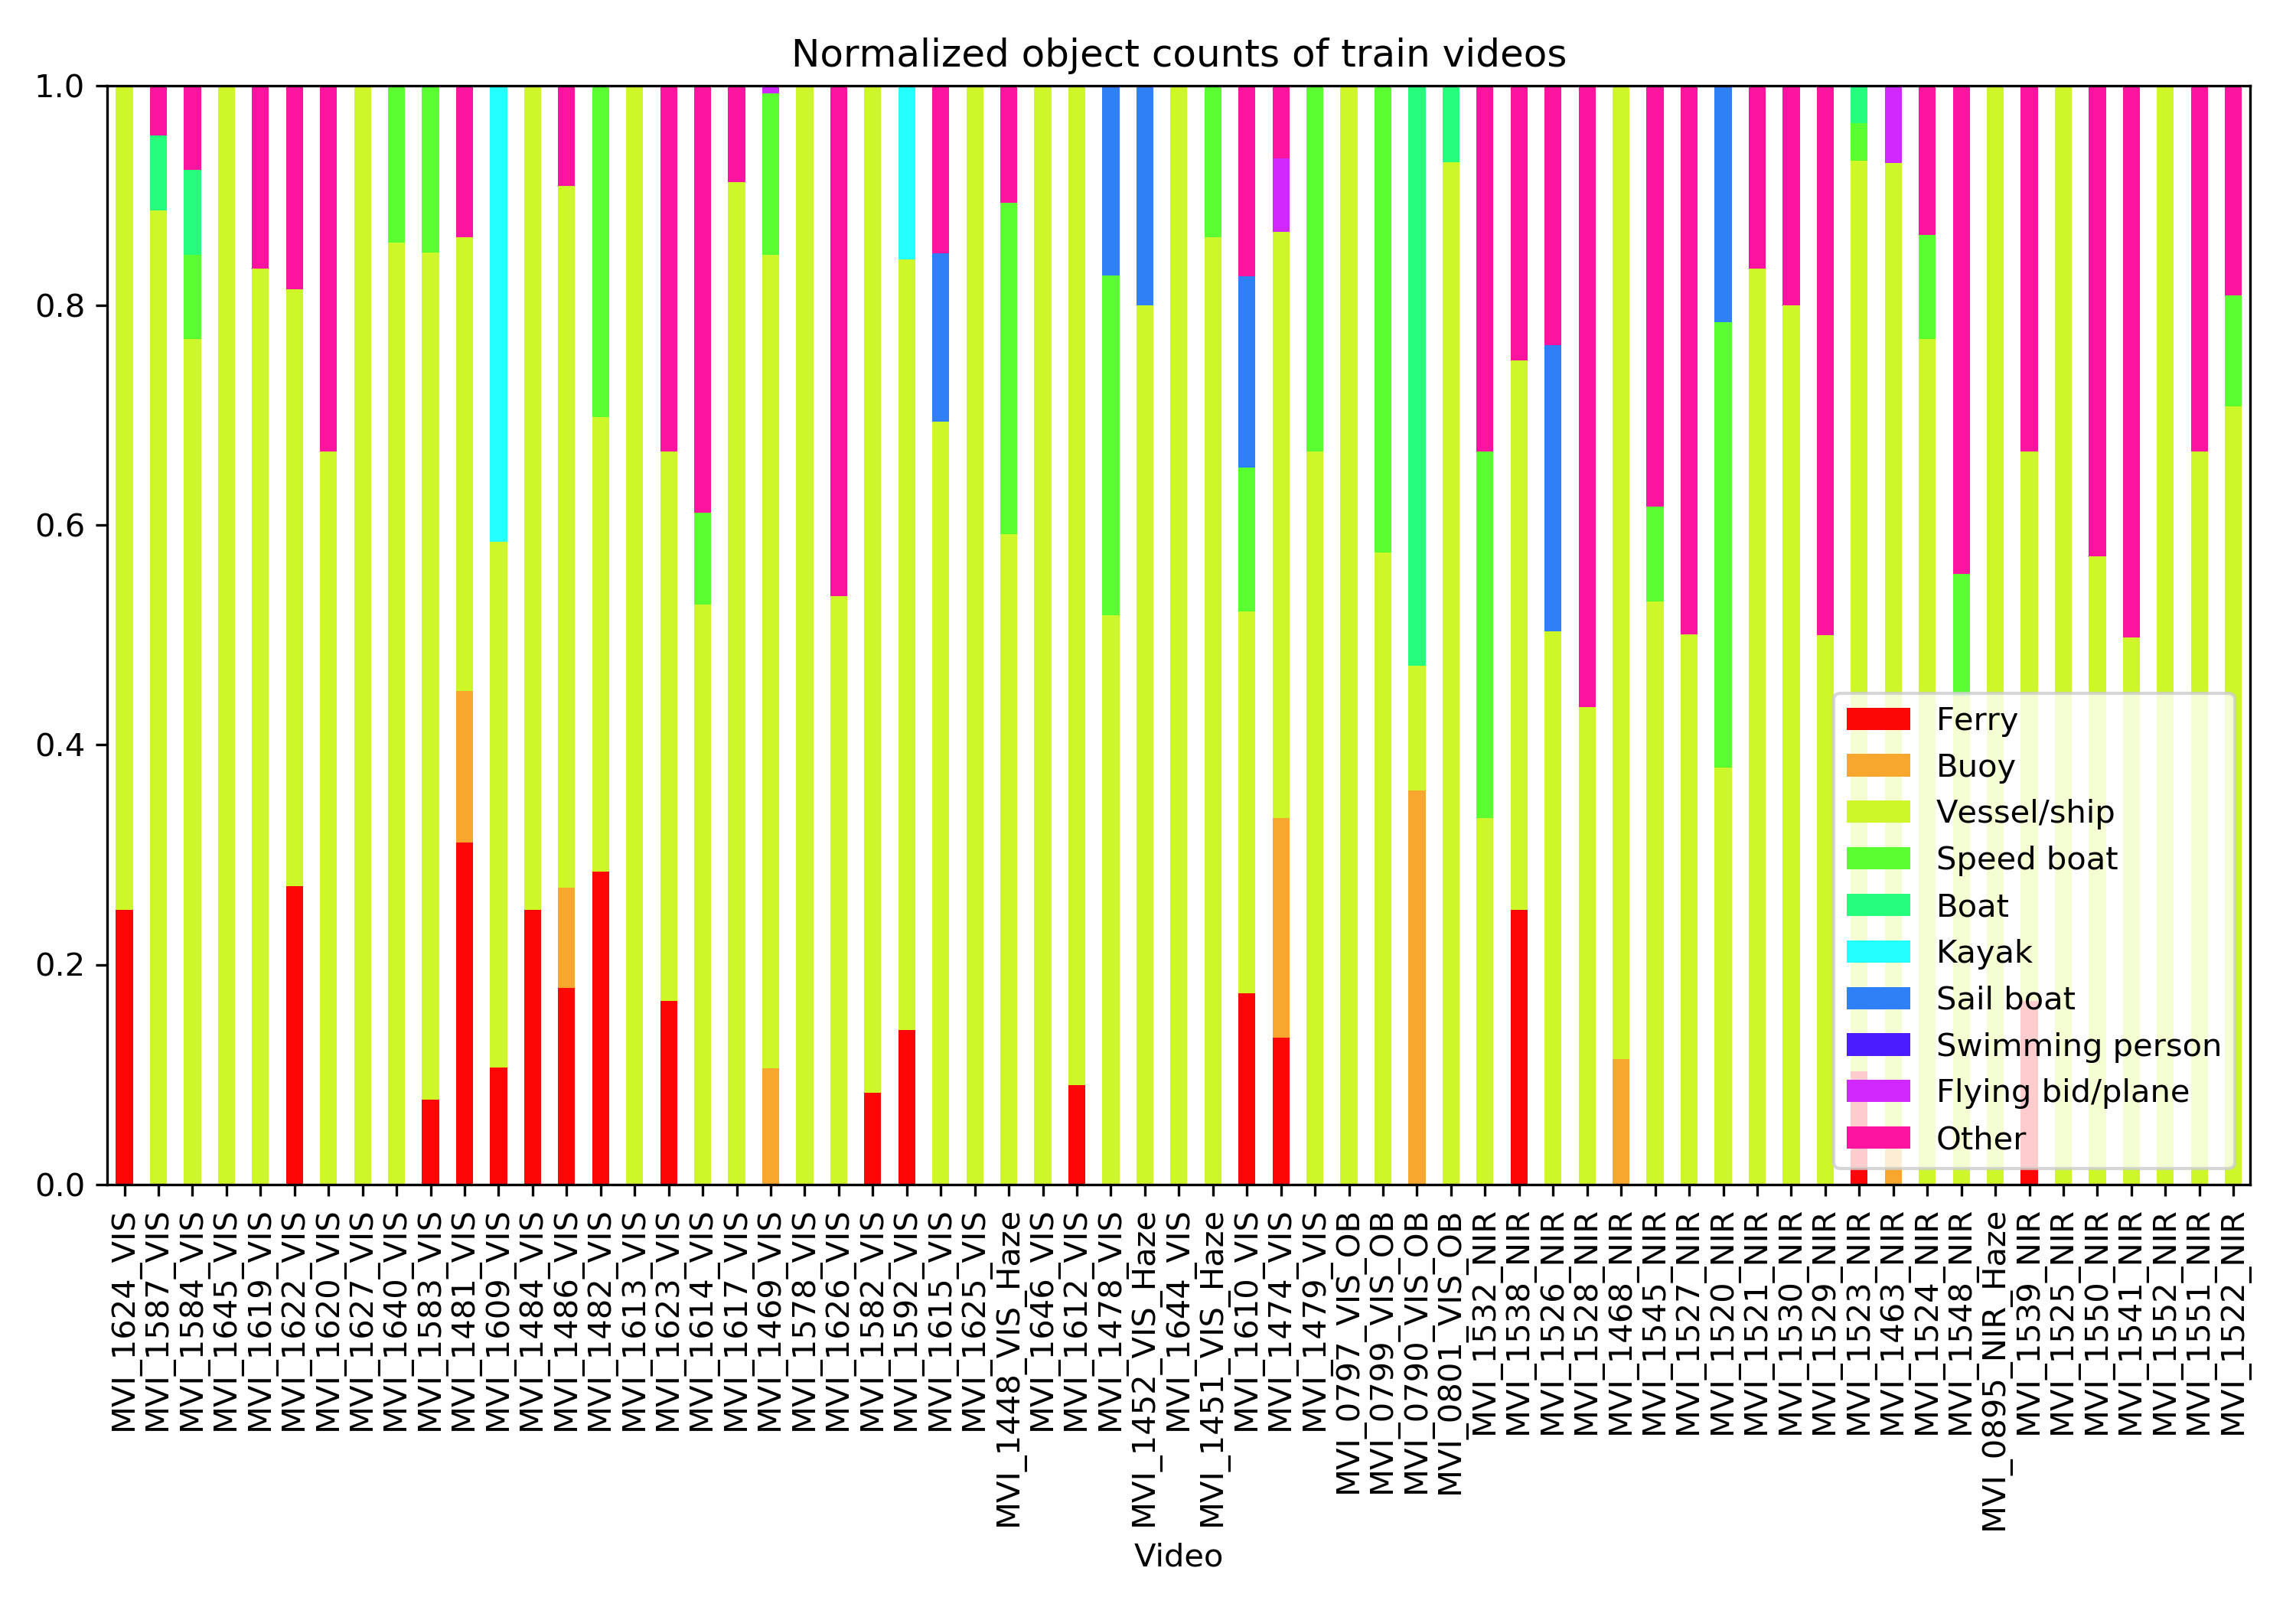 Normalized object counts of train videos
1.0
0.8
0.6
0.4
0.2
0.0
Ferry
Buoy
Vessel/ship
Speed boat
Boat
Kayak
Sail boat
Swimming person
Flying bid/plane
Other
MVI_1624_VIS
MVI_1587_VIS
MVI_1584_VIS
MVI_1645_VIS
MVI_1619_VIS
MVI_1622_VIS
MVI_1620_VIS
MVI_1627_VIS
MVI_1640_VIS
MVI_1583_VIS
MVI_1481_VIS
MVI_1609_VIS
MVI_1484_VIS
MVI_1486_VIS
MVI_1482_VIS
MVI_1613_VIS
MVI_1623_VIS
MVI_1614_VIS
MVI_1617_VIS
MVI_1469_VIS
MVI_1578_VIS
MVI_1626_VIS
MVI_1582_VIS
MVI_1592_VIS
MVI_1615_VIS
MVI_1625_VIS
MVI_1448_VIS_Haze
MVI_1646_VIS
MVI_1612_VIS
MVI_1478_VIS
MVI_1452_VIS_Haze
MVI_1644_VIS
MVI_1451_VIS_Haze
MVI_1610_VIS
MVI_1474_VIS
MVI_1479_VIS
MVI_0797_VIS_OB
MVI_0799_VIS_OB
MVI_0790_VIS_OB
MVI_0801_VIS_OB
MVI_1532_NIR
MVI_1538_NIR
MVI_1526_NIR
MVI_1528_NIR
MVI_1468_NIR
MVI_1545_NIR
MVI_1527_NIR
MVI_1520_NIR
MVI_1521_NIR
MVI_1530_NIR
MVI_1529_NIR
MVI_1523_NIR
MVI_1463_NIR
MVI_1524_NIR
MVI_1548_NIR
MVI_0895_NIR_Haze
MVI_1539_NIR
MVI_1525_NIR
MVI_1550_NIR
MVI_1541_NIR
MVI_1552_NIR
MVI_1551_NIR
MVI_1522_NIR
Video